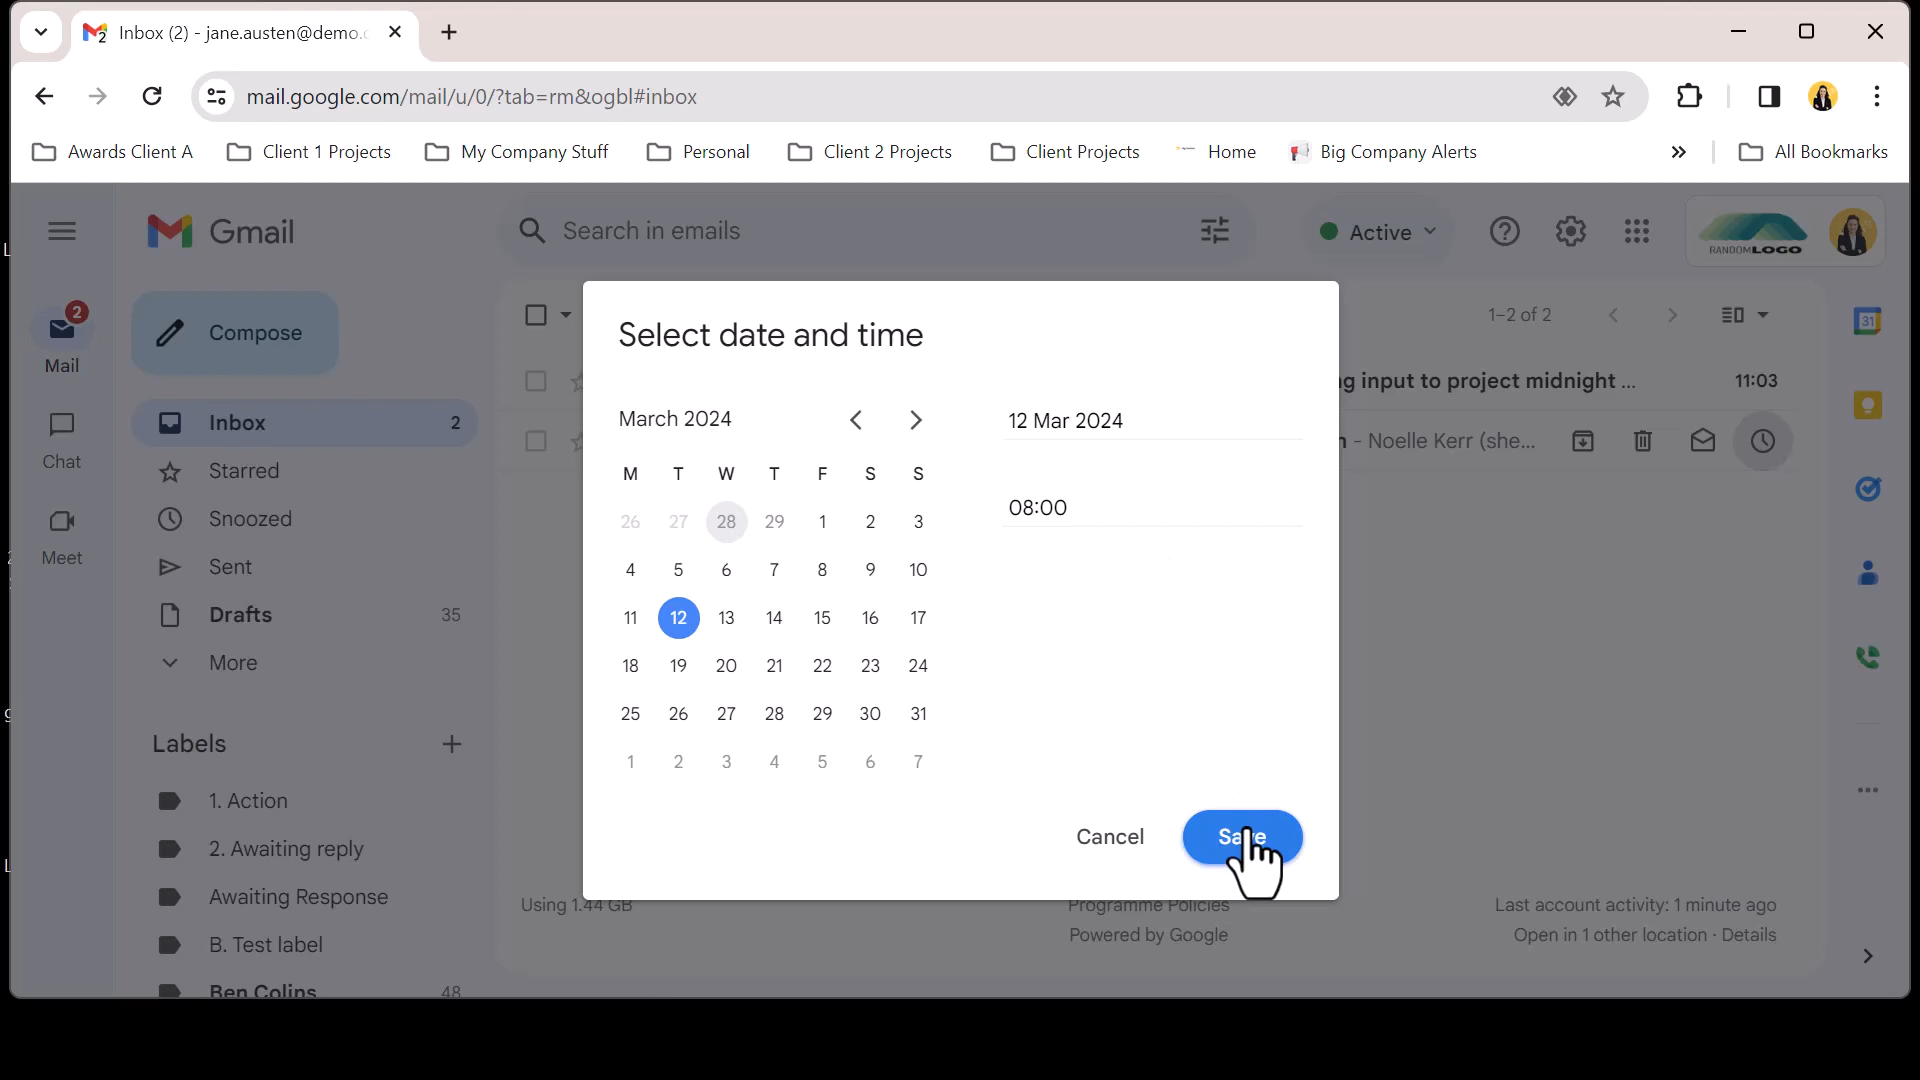 Inbox (2) - jane.austen@demo.
mail.google.com/mail/u/0/?tab=rm&ogbl#inbox
Awards Client A
Client 1 Projects
My Company Stuff
Personal
Client 2 Projects
Client Projects
Home
Big Company Alerts
All Bookmarks
Gmail
Search in emails
Active
RANDOMLOGO
2
Mail
Chat
Meet
Compose
Inbox 2
Starred
Snoozed
Sent
Drafts 35
More
Labels
1. Action
2. Awaiting reply
Awaiting Response
B. Test label
Ben Colins 48
1–2 of 2
input to project midnight ... 11:03
- Noelle Kerr (she...
31
Select date and time
March 2024
M T W T F S S
26 27 28 29 1 2 3
4 5 6 7 8 9 10
11 12 13 14 15 16 17
18 19 20 21 22 23 24
25 26 27 28 29 30 31
1 2 3 4 5 6 7
12 Mar 2024
08:00
Cancel
Save
Using 1.44 GB
Programme Policies
Powered by Google
Last account activity: 1 minute ago
Open in 1 other location · Details